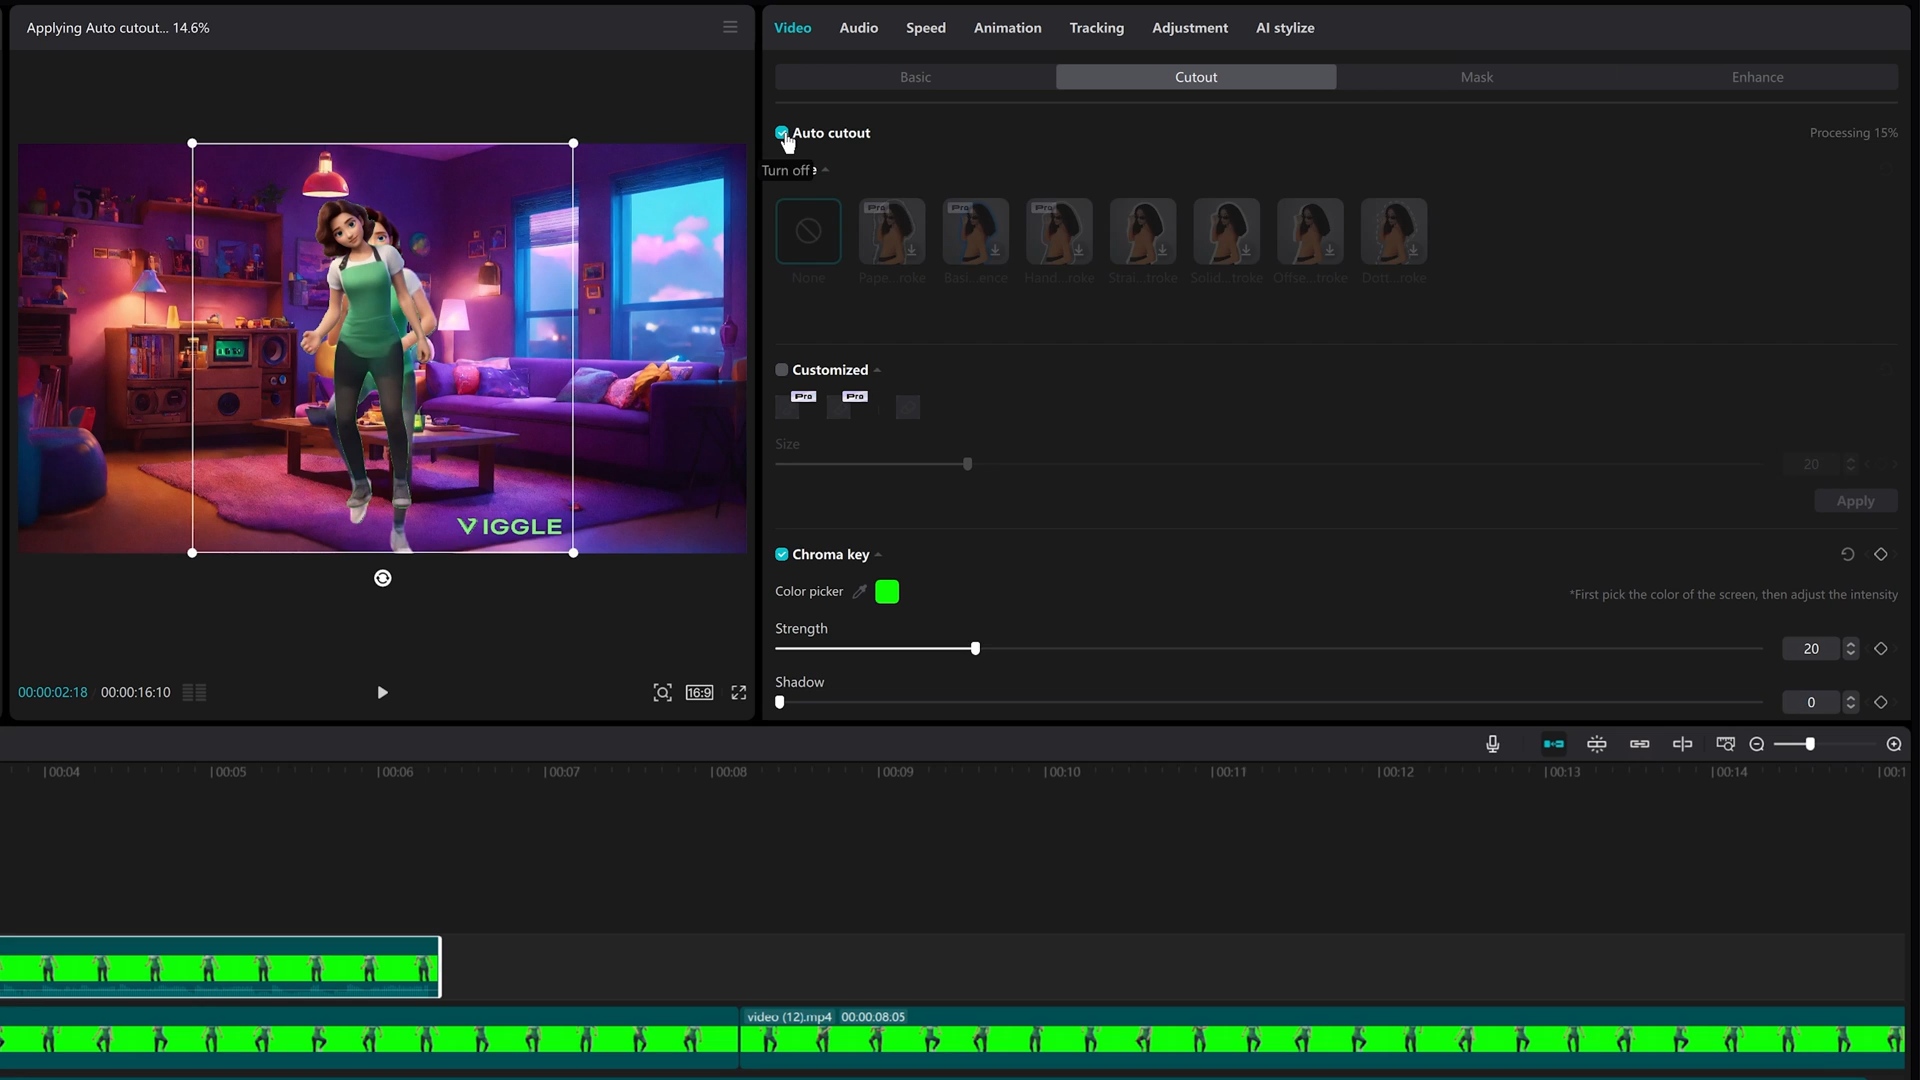 Applying Auto cutout... 14.6%
Video Audio Speed Animation Tracking Adjustment AI stylize
Basic Cutout Mask Enhance
Auto cutout Processing 15%
Turn off
Pro Pro Pro
None Pape...roke Basi...ence Hand...roke Strai...troke Solid...troke Offse...troke Dott...roke
Customized
Pro Pro
Size
20
Apply
VIGGLE
Chroma key
Color picker *First pick the color of the screen, then adjust the intensity
Strength
20
Shadow
0
00:00:02:18 00:00:16:10 16:9
00:04 00:05 00:06 00:07 00:08 00:09 00:10 00:11 00:12 00:13 00:14 00:1
video (12).mp4 00:00:08:05